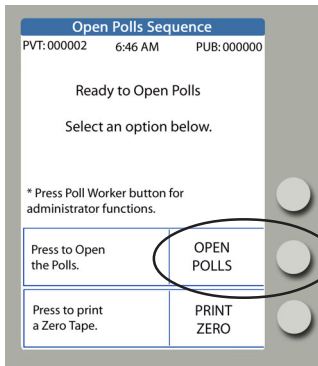 Open Polls Sequence
PVT: 000002 6:46 AM PUB: 000000
Ready to Open Polls
Select an option below.
* Press Poll Worker button for
administrator functions.
Press to Open
the Polls.
OPEN
POLLS
Press to print
a Zero Tape.
PRINT
ZERO